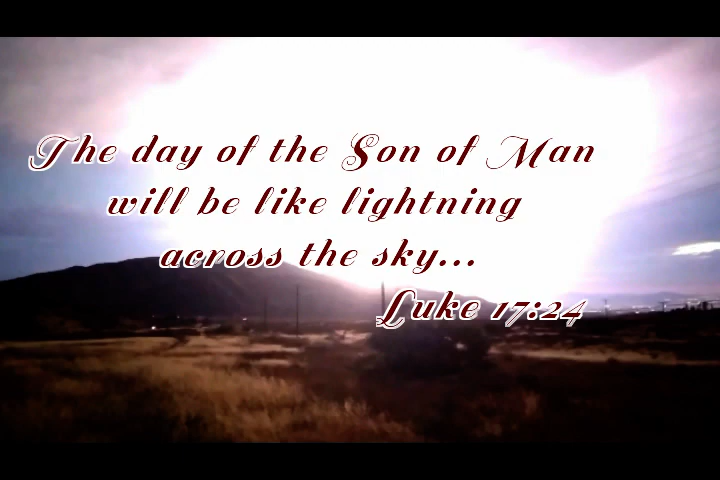 The day of the Son of Man
will be like lightning
across the sky...
Luke 17:24